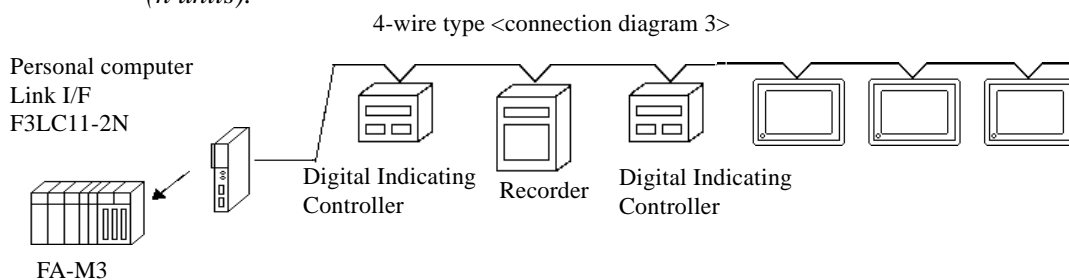 (n units).
4-wire type <connection diagram 3>
Personal computer
Link I/F
F3LC11-2N
Digital Indicating
Controller
Recorder
Digital Indicating
Controller
FA-M3